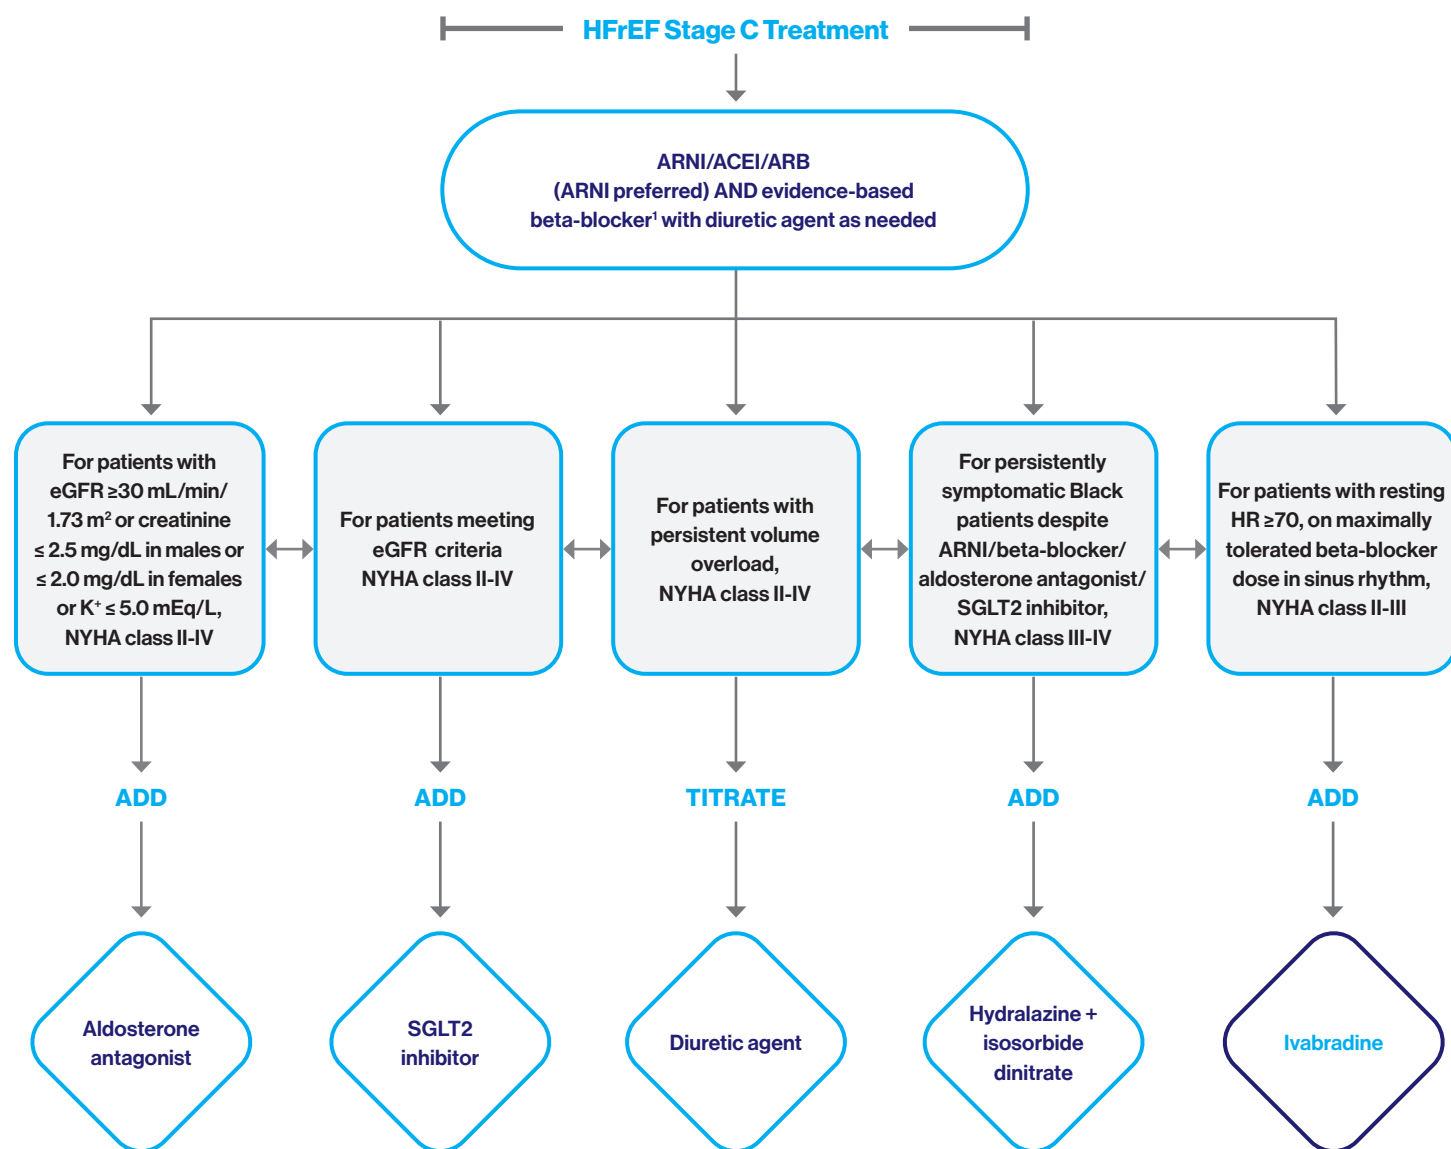 HFrEF Stage C Treatment
ARNI/ACEI/ARB
(ARNI preferred) AND evidence-based
beta-blocker¹ with diuretic agent as needed
For patients with
eGFR ≥30 mL/min/
1.73 m² or creatinine
≤ 2.5 mg/dL in males or
≤ 2.0 mg/dL in females
or K⁺ ≤ 5.0 mEq/L,
NYHA class II-IV
For patients meeting
eGFR criteria
NYHA class II-IV
For patients with
persistent volume
overload,
NYHA class II-IV
For persistently
symptomatic Black
patients despite
ARNI/beta-blocker/
aldosterone antagonist/
SGLT2 inhibitor,
NYHA class III-IV
For patients with resting
HR ≥70, on maximally
tolerated beta-blocker
dose in sinus rhythm,
NYHA class II-III
ADD
ADD
TITRATE
ADD
ADD
Aldosterone
antagonist
SGLT2
inhibitor
Diuretic agent
Hydralazine +
isosorbide
dinitrate
Ivabradine